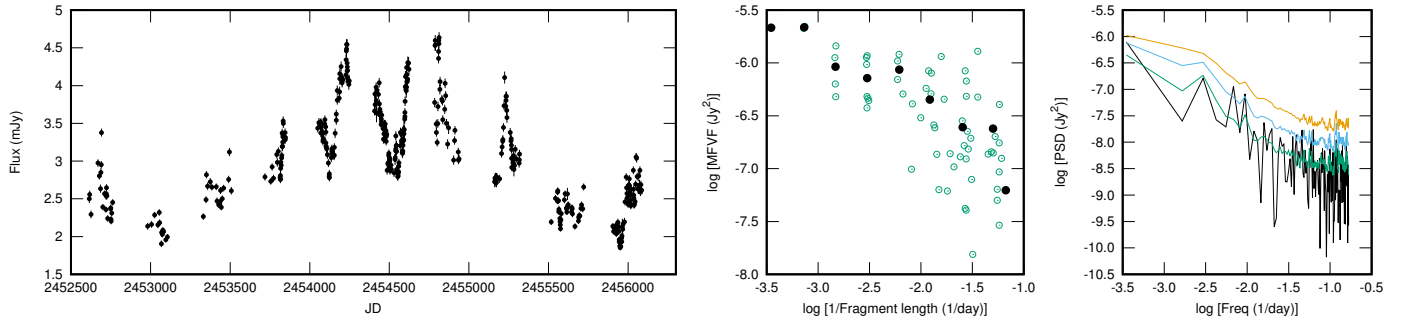 Flux (mJy)
5
4.5
4
3.5
3
2.5
2
1.5
2452500 2453000 2453500 2454000 2454500 2455000 2455500 2456000
JD
log [MFVF (Jy²)]
-5.5
-6.0
-6.5
-7.0
-7.5
-8.0
-3.5 -3.0 -2.5 -2.0 -1.5 -1.0
log [1/Fragment length (1/day)]
log [PSD (Jy²)]
-5.5
-6.0
-6.5
-7.0
-7.5
-8.0
-8.5
-9.0
-9.5
-10.0
-10.5
-3.5 -3.0 -2.5 -2.0 -1.5 -1.0 -0.5
log [Freq (1/day)]